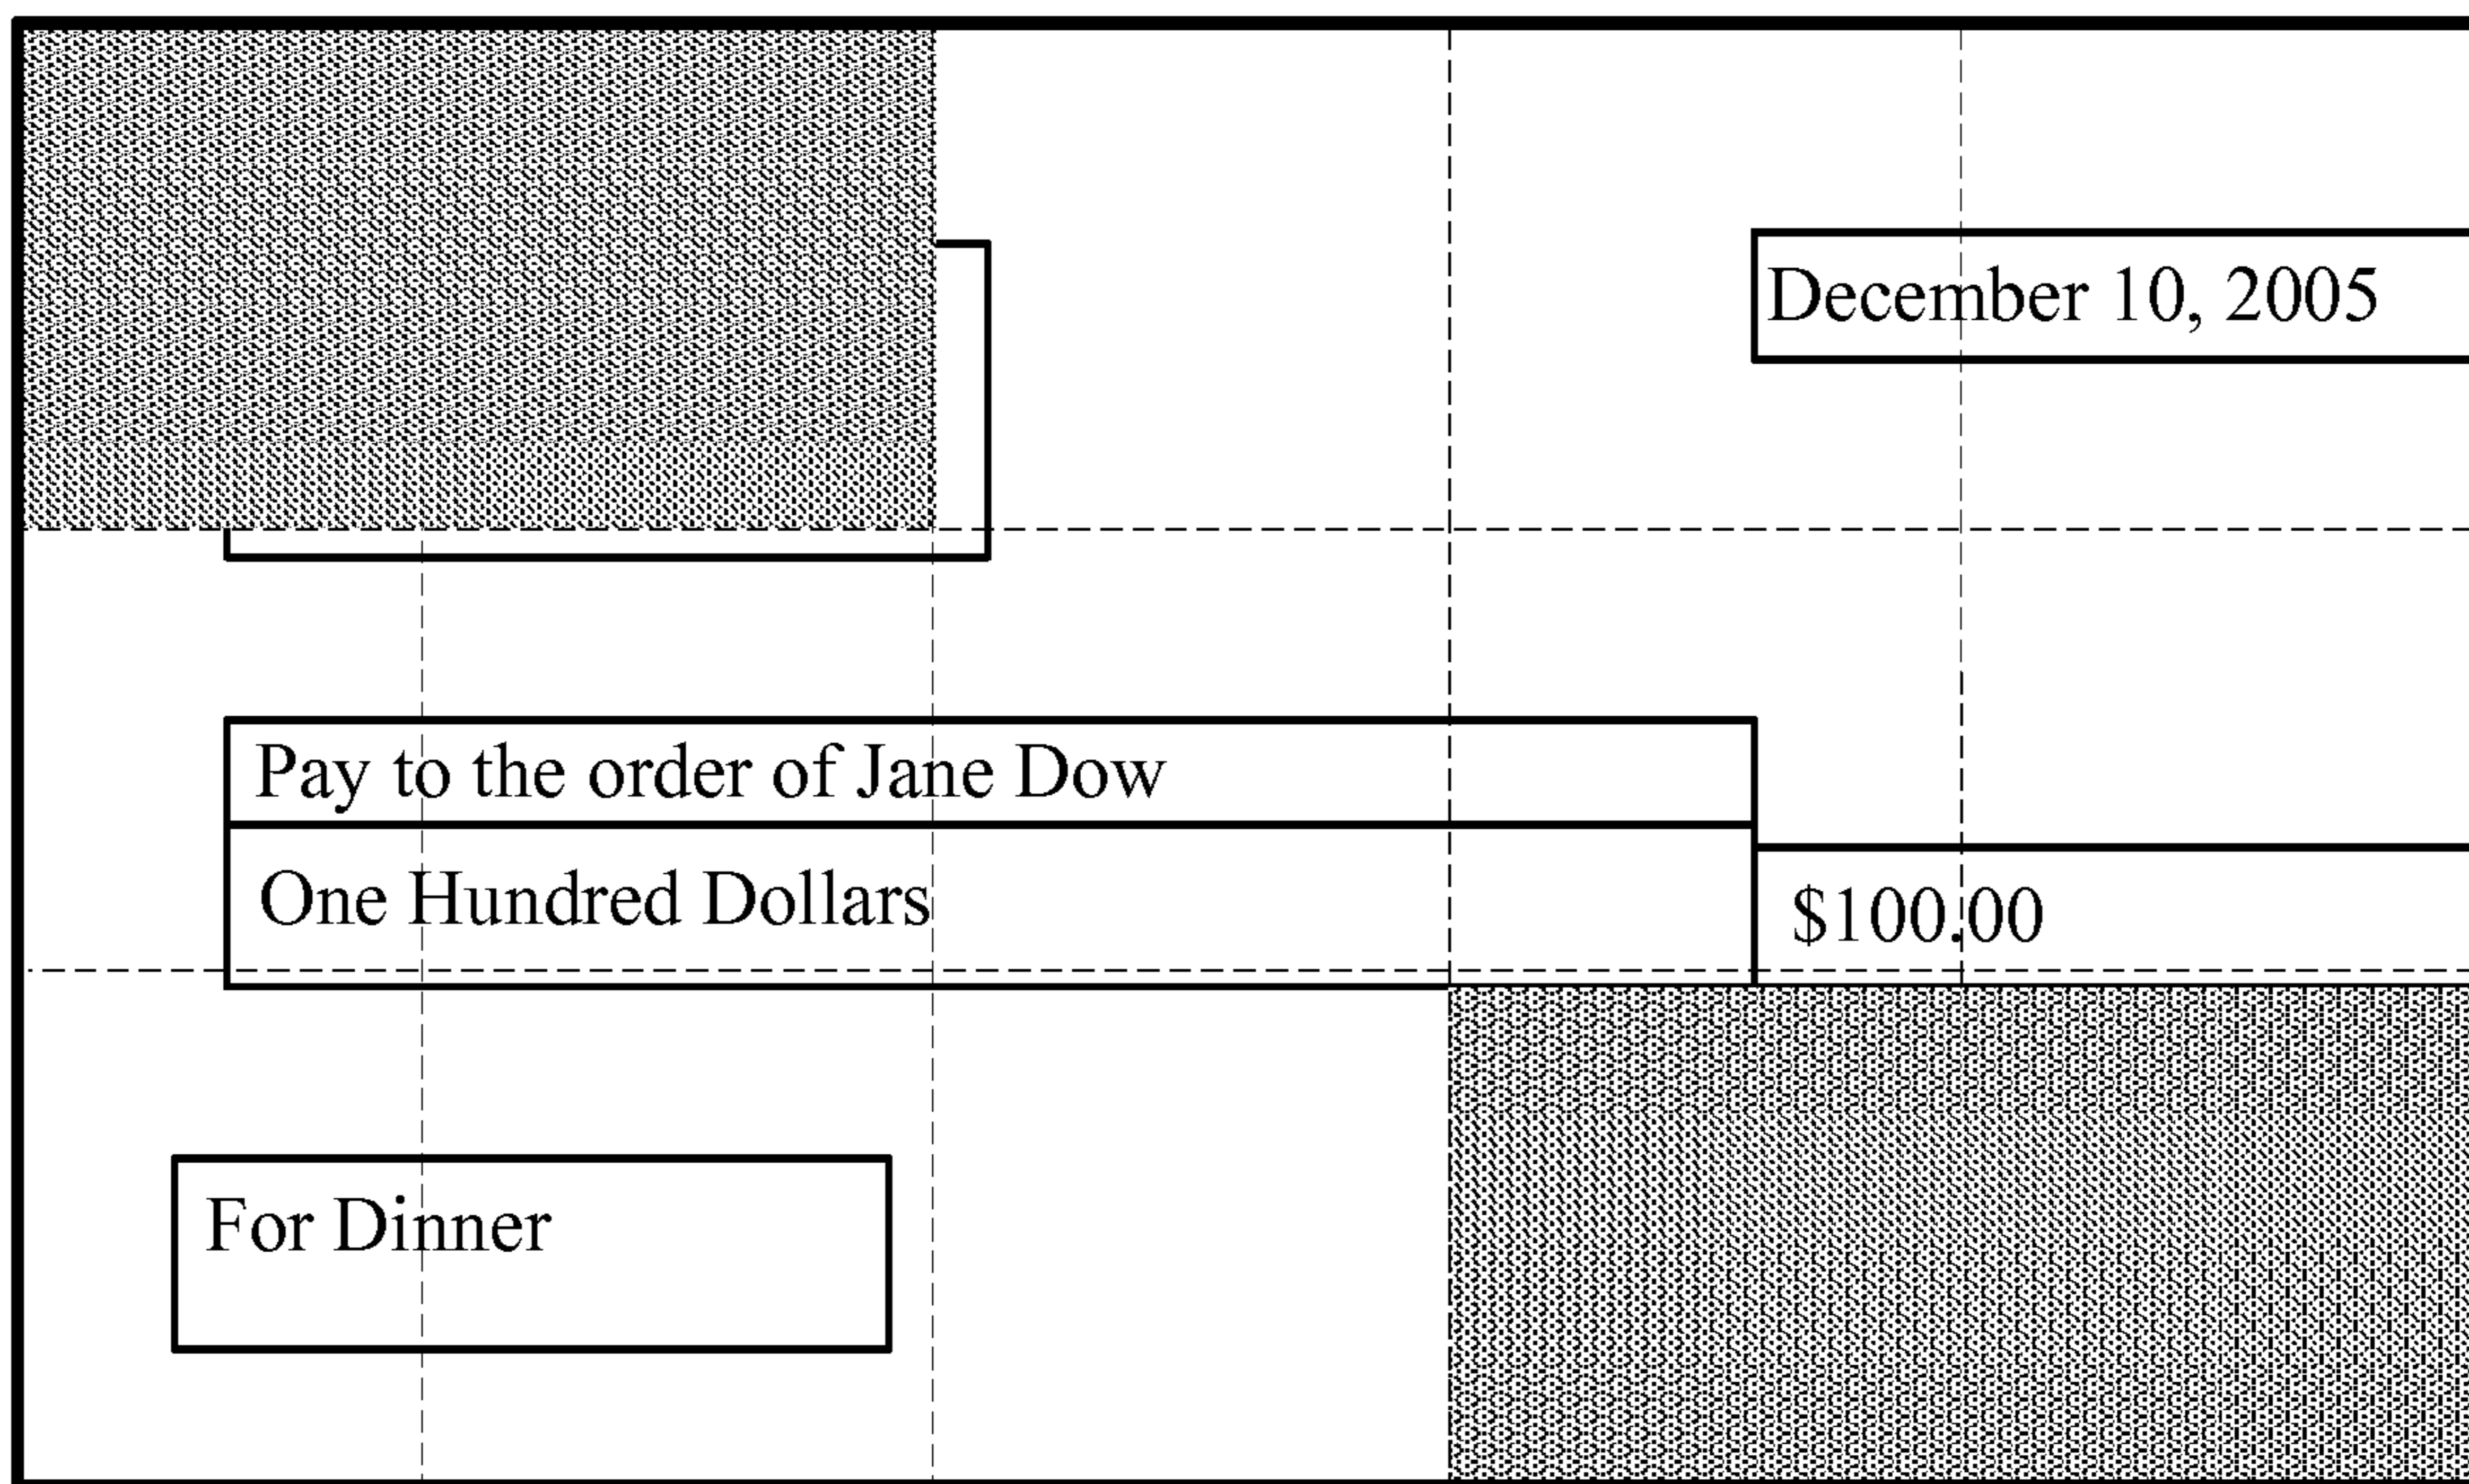 December 10, 2005
Pay to the order of Jane Dow
One Hundred Dollars
$100.00
For Dinner